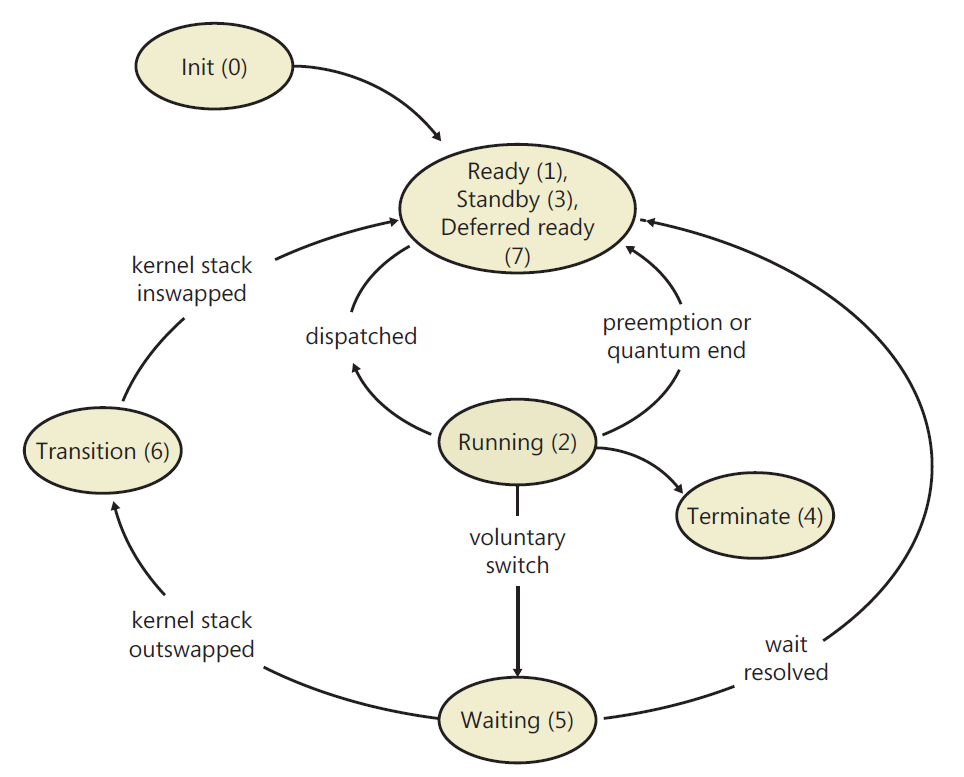 Init (0)
Ready (1),
Standby (3),
Deferred ready
(7)
kernel stack
inswapped
dispatched
preemption or
quantum end
Transition (6)
Running (2)
Terminate (4)
voluntary
switch
kernel stack
outswapped
wait
resolved
Waiting (5)